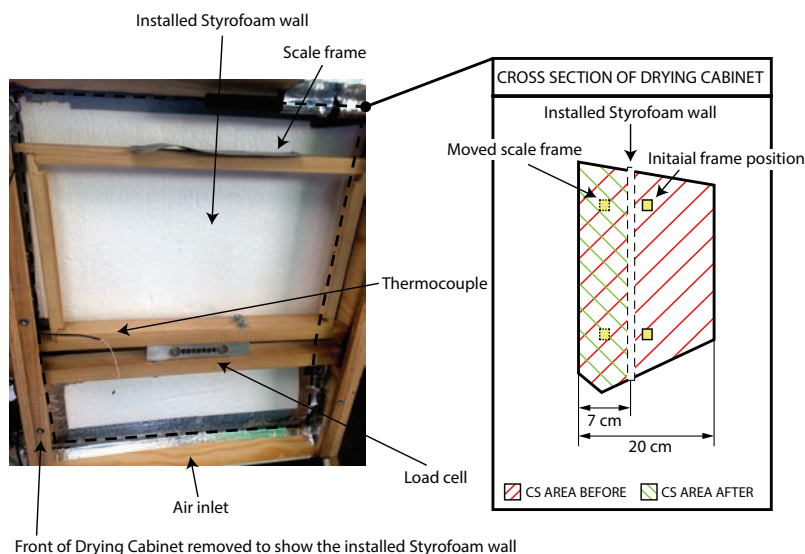 Installed Styrofoam wall
Scale frame
CROSS SECTION OF DRYING CABINET
Installed Styrofoam wall
Moved scale frame
Initaial frame position
Thermocouple
7 cm
20 cm
Load cell
CS AREA BEFORE
CS AREA AFTER
Air inlet
Front of Drying Cabinet removed to show the installed Styrofoam wall